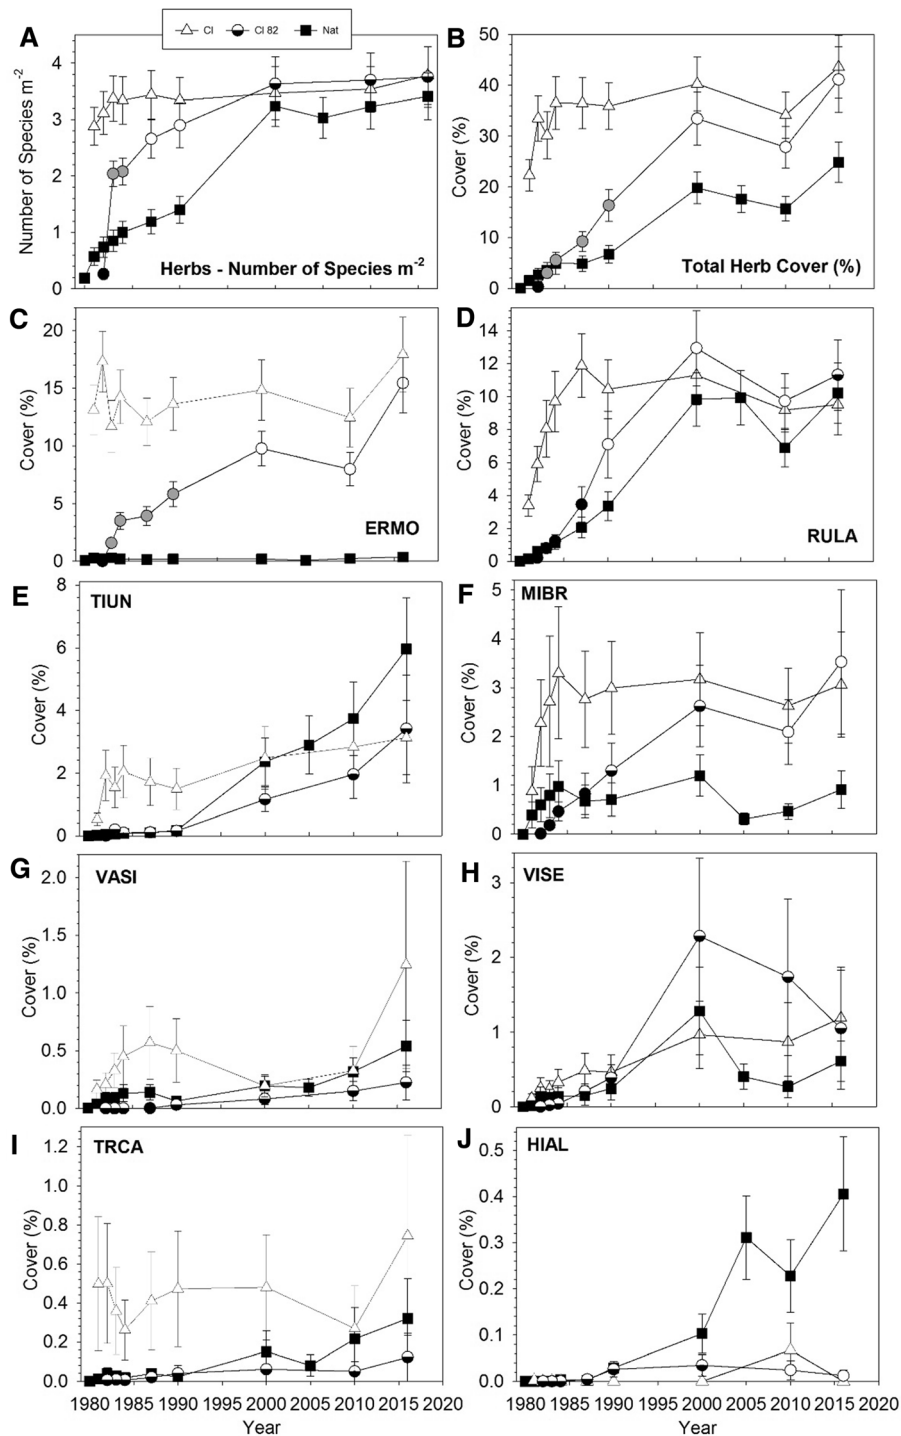 Cl Cl 82 Nat
A
Number of Species m-2
4
3
2
1
0
Herbs - Number of Species m-2
B
Cover (%)
50
40
30
20
10
0
Total Herb Cover (%)
C
Cover (%)
20
15
10
5
0
ERMO
D
Cover (%)
14
12
10
8
6
4
2
0
RULA
E
TIUN
Cover (%)
8
6
4
2
0
F
MIBR
Cover (%)
5
4
3
2
1
0
G
VASI
Cover (%)
2.0
1.5
1.0
0.5
0.0
H
VISE
Cover (%)
3
2
1
0
I
TRCA
Cover (%)
1.2
1.0
0.8
0.6
0.4
0.2
0.0
1980 1985 1990 1995 2000 2005 2010 2015 2020
Year
J
HIAL
Cover (%)
0.5
0.4
0.3
0.2
0.1
0.0
1980 1985 1990 1995 2000 2005 2010 2015 2020
Year